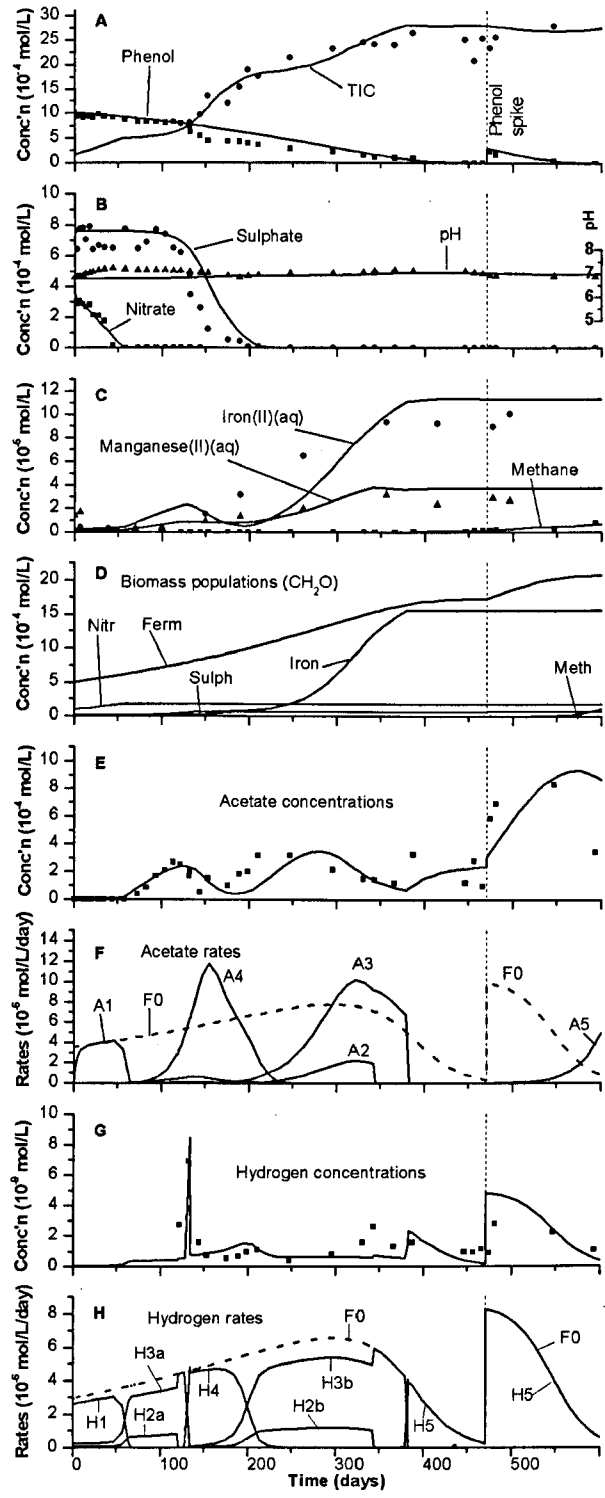 A
Conc'n (10⁻⁴ mol/L)
30
25
20
15
10
5
0
Phenol
TIC
Phenol spike
B
Conc'n (10⁻⁴ mol/L)
10
8
6
4
2
0
Sulphate
pH
Nitrate
pH
8
7
6
5
C
Conc'n (10⁻⁶ mol/L)
12
10
8
6
4
2
0
Iron(II)(aq)
Manganese(II)(aq)
Methane
D
Conc'n (10⁻⁴ mol/L)
20
15
10
5
0
Biomass populations (CH₂O)
Nitr
Ferm
Sulph
Iron
Meth
E
Conc'n (10⁻⁴ mol/L)
10
8
6
4
2
0
Acetate concentrations
F
Rates (10⁻⁶ mol/L/day)
14
12
10
8
6
4
2
0
Acetate rates
A1
F0
A4
A3
A2
F0
A5
G
Conc'n (10⁻⁹ mol/L)
10
8
6
4
2
0
Hydrogen concentrations
H
Rates (10⁻⁶ mol/L/day)
8
6
4
2
0
Hydrogen rates
F0
H3a
H1
H2a
H4
H3b
H2b
H5
F0
H5
0 100 200 300 400 500
Time (days)